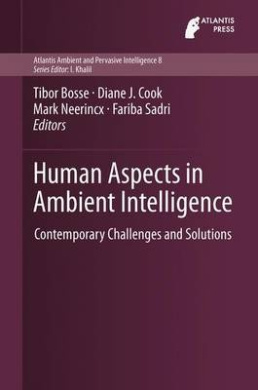 ATLANTIS
PRESS
Atlantis Ambient and Pervasive Intelligence 8
Series Editor: I. Khalil
Tibor Bosse · Diane J. Cook
Mark Neerincx · Fariba Sadri
Editors
Human Aspects in
Ambient Intelligence
Contemporary Challenges and Solutions